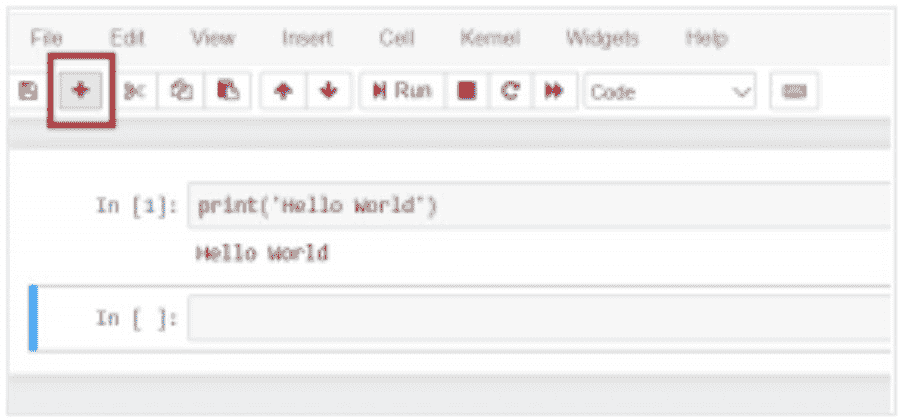 File Edit View Insert Cell Kernel Widgets Help
Run Code
In [1]: print('Hello World')
Hello World
In [ ]: